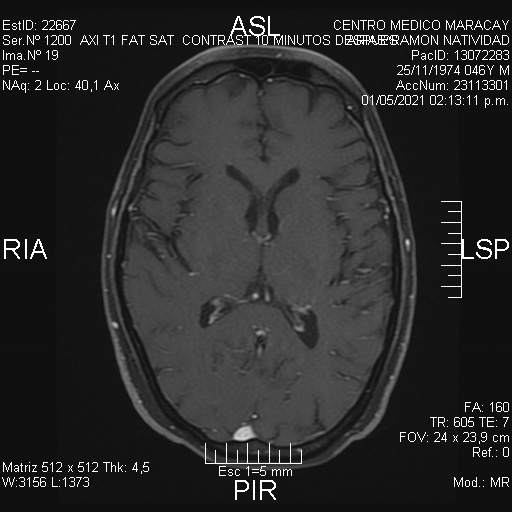 EstID: 22667
ASL
CENTRO MEDICO MARACAY
Ser.Nº 1200 AXI T1 FAT SAT CONTRAST 10 MINUTOS RAMON NATIVIDAD
Ima.Nº 19
PacID: 13072283
PE= --
25/11/1974 046Y M
NAq: 2 Loc: 40,1 Ax
AccNum: 23113301
01/05/2021 02:13:11 p.m.
RIA
LSP
FA: 160
TR: 605 TE: 7
FOV: 24 x 23,9 cm
Ref.: 0
Matriz 512 x 512 Thk: 4,5
Esc 1=5 mm
W:3156 L:1373
PIR
Mod.: MR